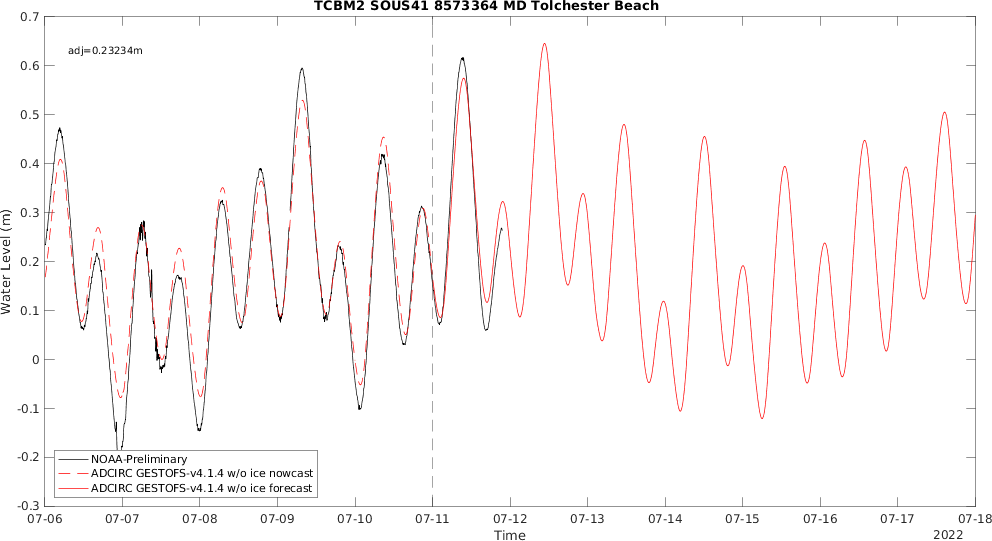 TCBM2 SOUS41 8573364 MD Tolchester Beach
adj=0.23234m
Water Level (m)
0.7
0.6
0.5
0.4
0.3
0.2
0.1
0
-0.1
-0.2
-0.3
NOAA-Preliminary
ADCIRC GESTOFS-v4.1.4 w/o ice nowcast
ADCIRC GESTOFS-v4.1.4 w/o ice forecast
07-06 07-07 07-08 07-09 07-10 07-11 07-12 07-13 07-14 07-15 07-16 07-17 07-18
Time
2022